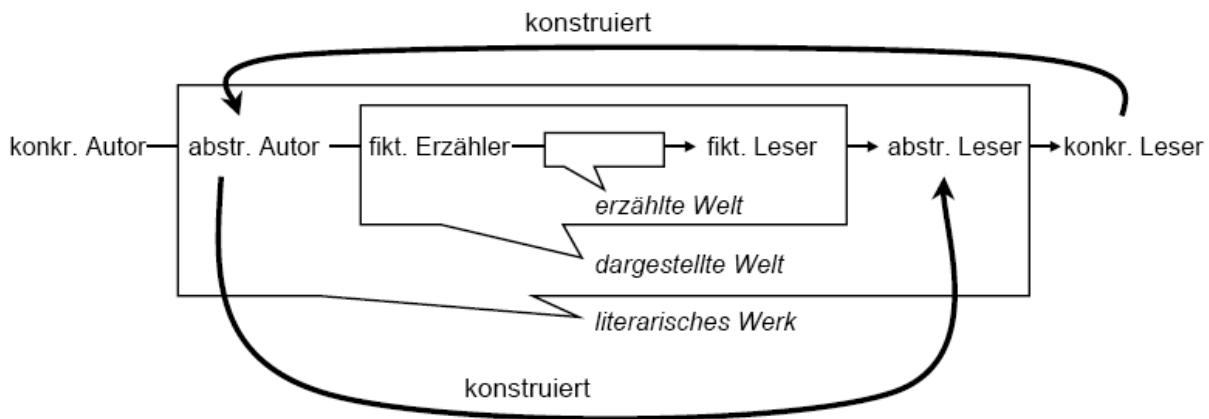 konstruiert
konkr. Autor abstr. Autor fikt. Erzähler fikt. Leser abstr. Leser konkr. Leser
erzählte Welt
dargestellte Welt
literarisches Werk
konstruiert